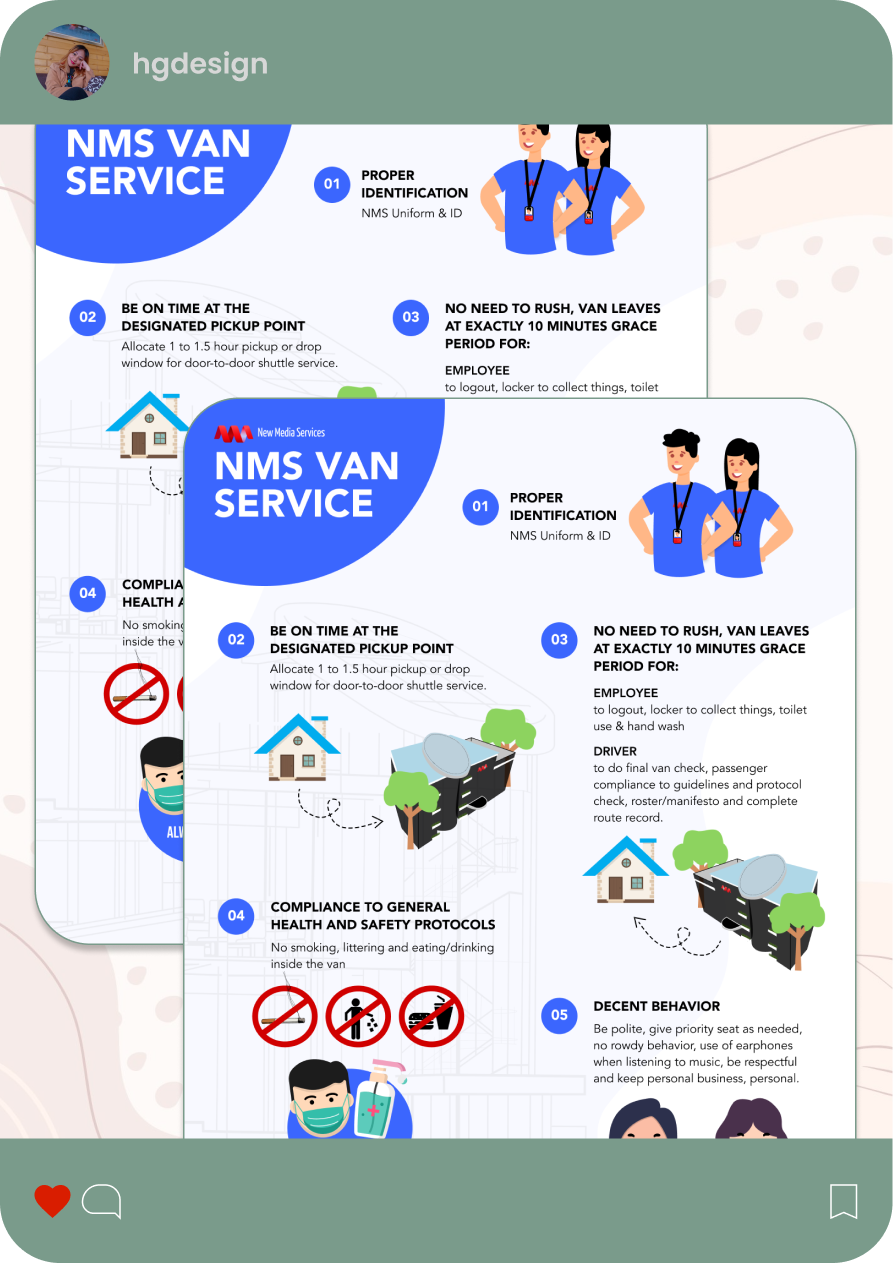 hgdesign
NMS VAN
SERVICE
01
PROPER
IDENTIFICATION
NMS Uniform & ID
02
BE ON TIME AT THE
DESIGNATED PICKUP POINT
Allocate 1 to 1.5 hour pickup or drop
window for door-to-door shuttle service.
03
NO NEED TO RUSH, VAN LEAVES
AT EXACTLY 10 MINUTES GRACE
PERIOD FOR:
EMPLOYEE
to logout, locker to collect things, toilet
04
COMPLIA
HEALTH A
No smoking
inside the v
ALW
New Media Services
NMS VAN
SERVICE
01
PROPER
IDENTIFICATION
NMS Uniform & ID
02
BE ON TIME AT THE
DESIGNATED PICKUP POINT
Allocate 1 to 1.5 hour pickup or drop
window for door-to-door shuttle service.
03
NO NEED TO RUSH, VAN LEAVES
AT EXACTLY 10 MINUTES GRACE
PERIOD FOR:
EMPLOYEE
to logout, locker to collect things, toilet
use & hand wash
DRIVER
to do final van check, passenger
compliance to guidelines and protocol
check, roster/manifesto and complete
route record.
04
COMPLIANCE TO GENERAL
HEALTH AND SAFETY PROTOCOLS
No smoking, littering and eating/drinking
inside the van
05
DECENT BEHAVIOR
Be polite, give priority seat as needed,
no rowdy behavior, use of earphones
when listening to music, be respectful
and keep personal business, personal.